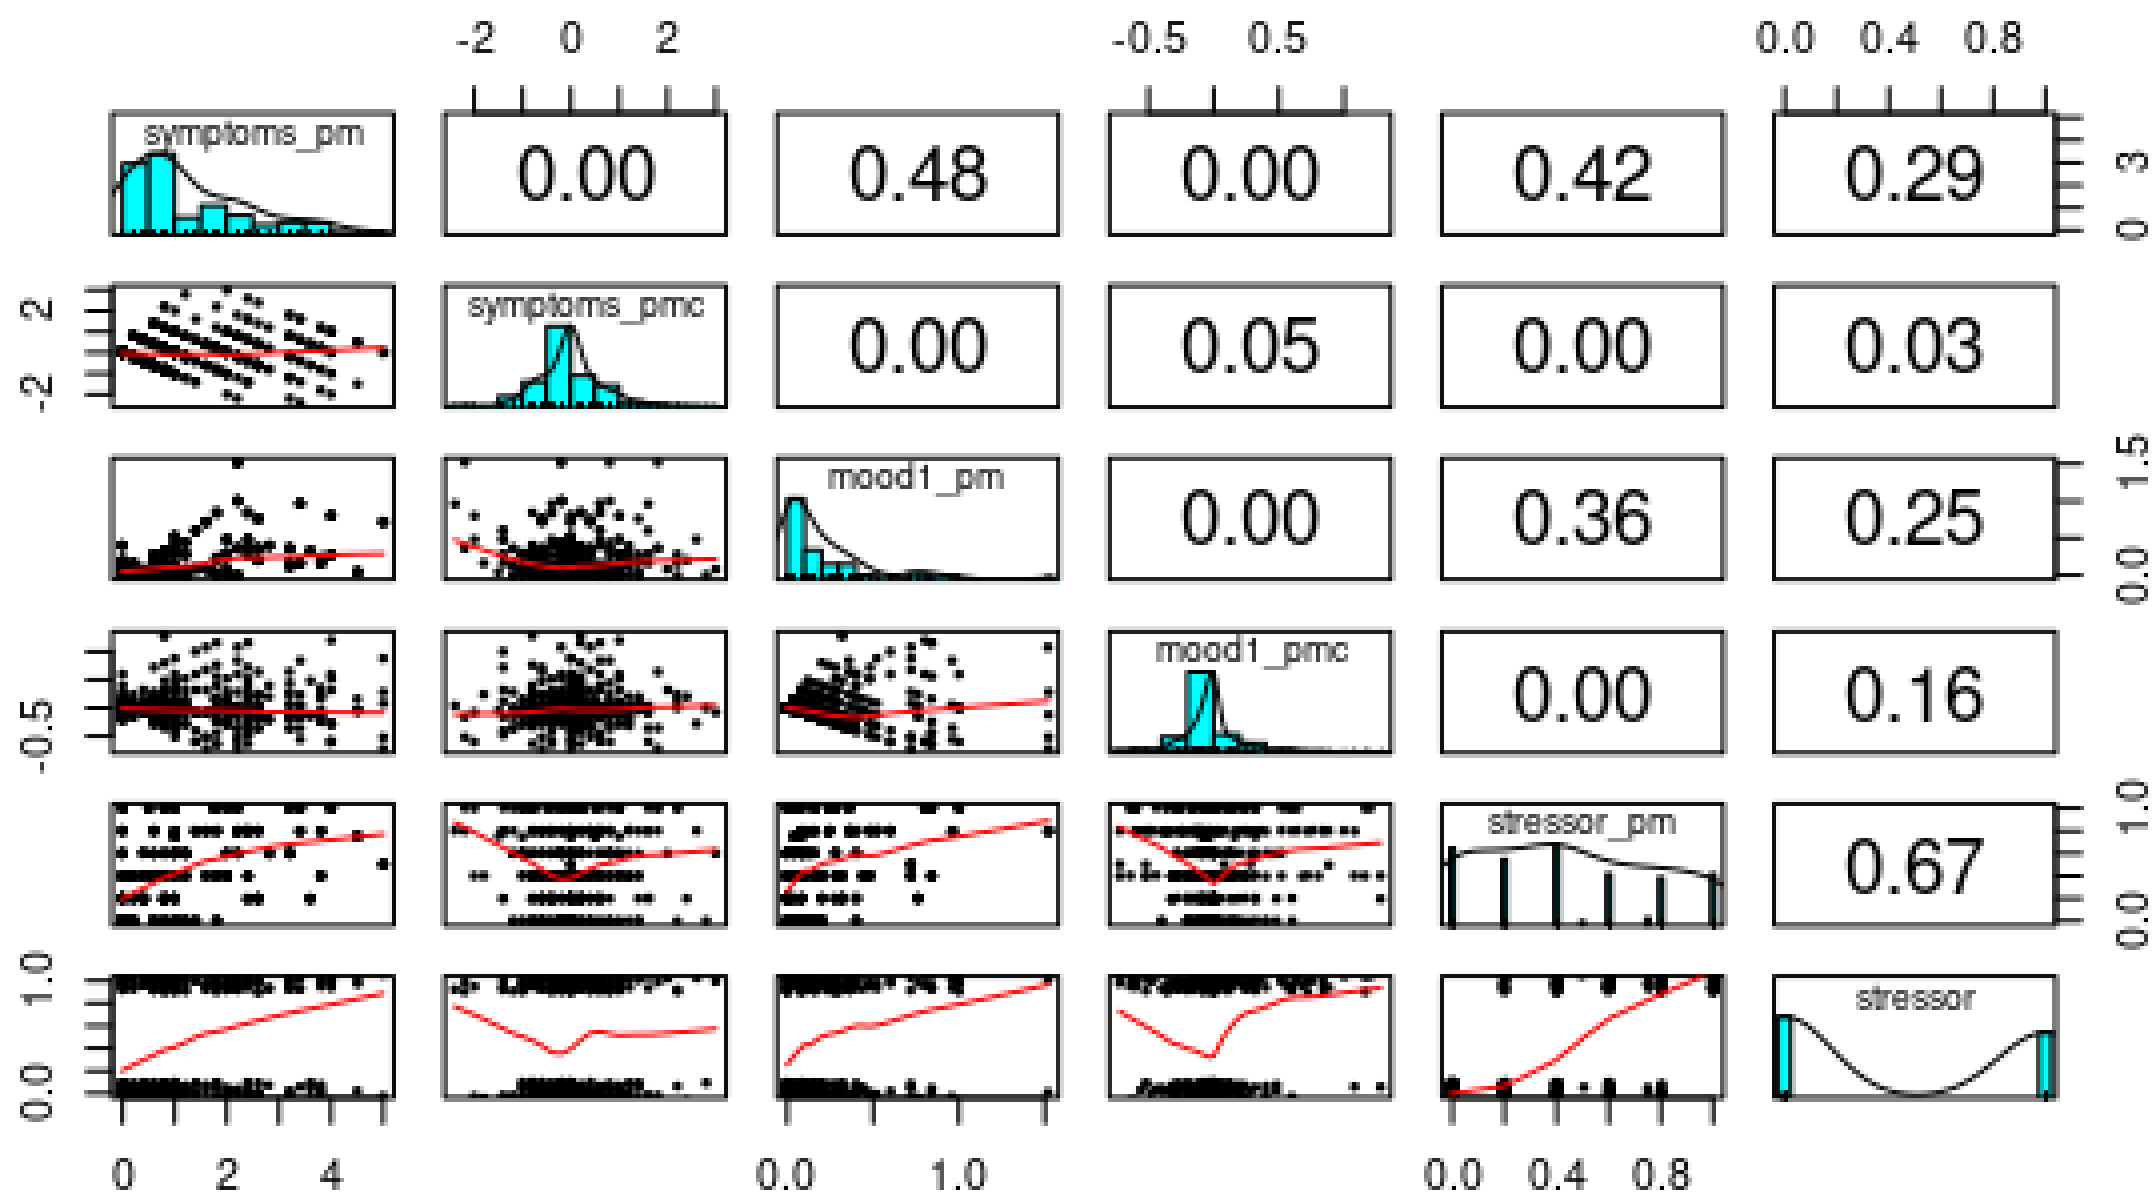 -2 0 2 -0.5 0.5 0.0 0.4 0.8
symptoms_pm 0.00 0.48 0.00 0.42 0.29 0 3
-2 2 symptoms_pmc 0.00 0.05 0.00 0.03
mood1_pm 0.00 0.36 0.25 0.0 1.5
-0.5 mood1_pmc 0.00 0.16
stressor_pm 0.67 0.0 1.0
0.0 1.0 stressor
0 2 4 0.0 1.0 0.0 0.4 0.8